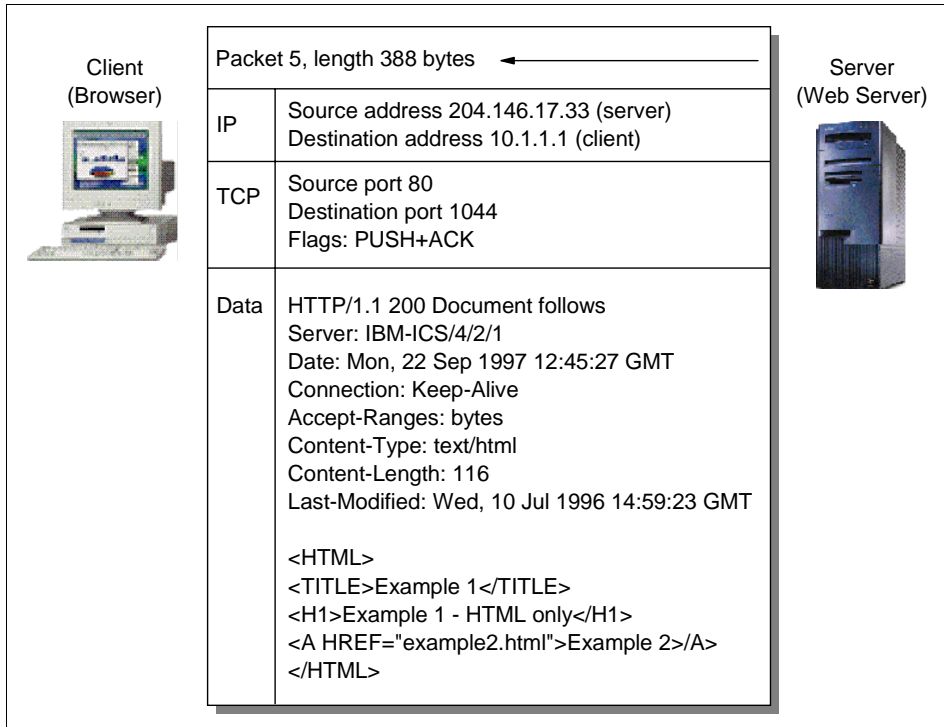 Client
(Browser)
Packet 5, length 388 bytes
Server
(Web Server)
IP
Source address 204.146.17.33 (server)
Destination address 10.1.1.1 (client)
TCP
Source port 80
Destination port 1044
Flags: PUSH+ACK
Data
HTTP/1.1 200 Document follows
Server: IBM-ICS/4/2/1
Date: Mon, 22 Sep 1997 12:45:27 GMT
Connection: Keep-Alive
Accept-Ranges: bytes
Content-Type: text/html
Content-Length: 116
Last-Modified: Wed, 10 Jul 1996 14:59:23 GMT
<HTML>
<TITLE>Example 1</TITLE>
<H1>Example 1 - HTML only</H1>
<A HREF="example2.html">Example 2>/A>
</HTML>